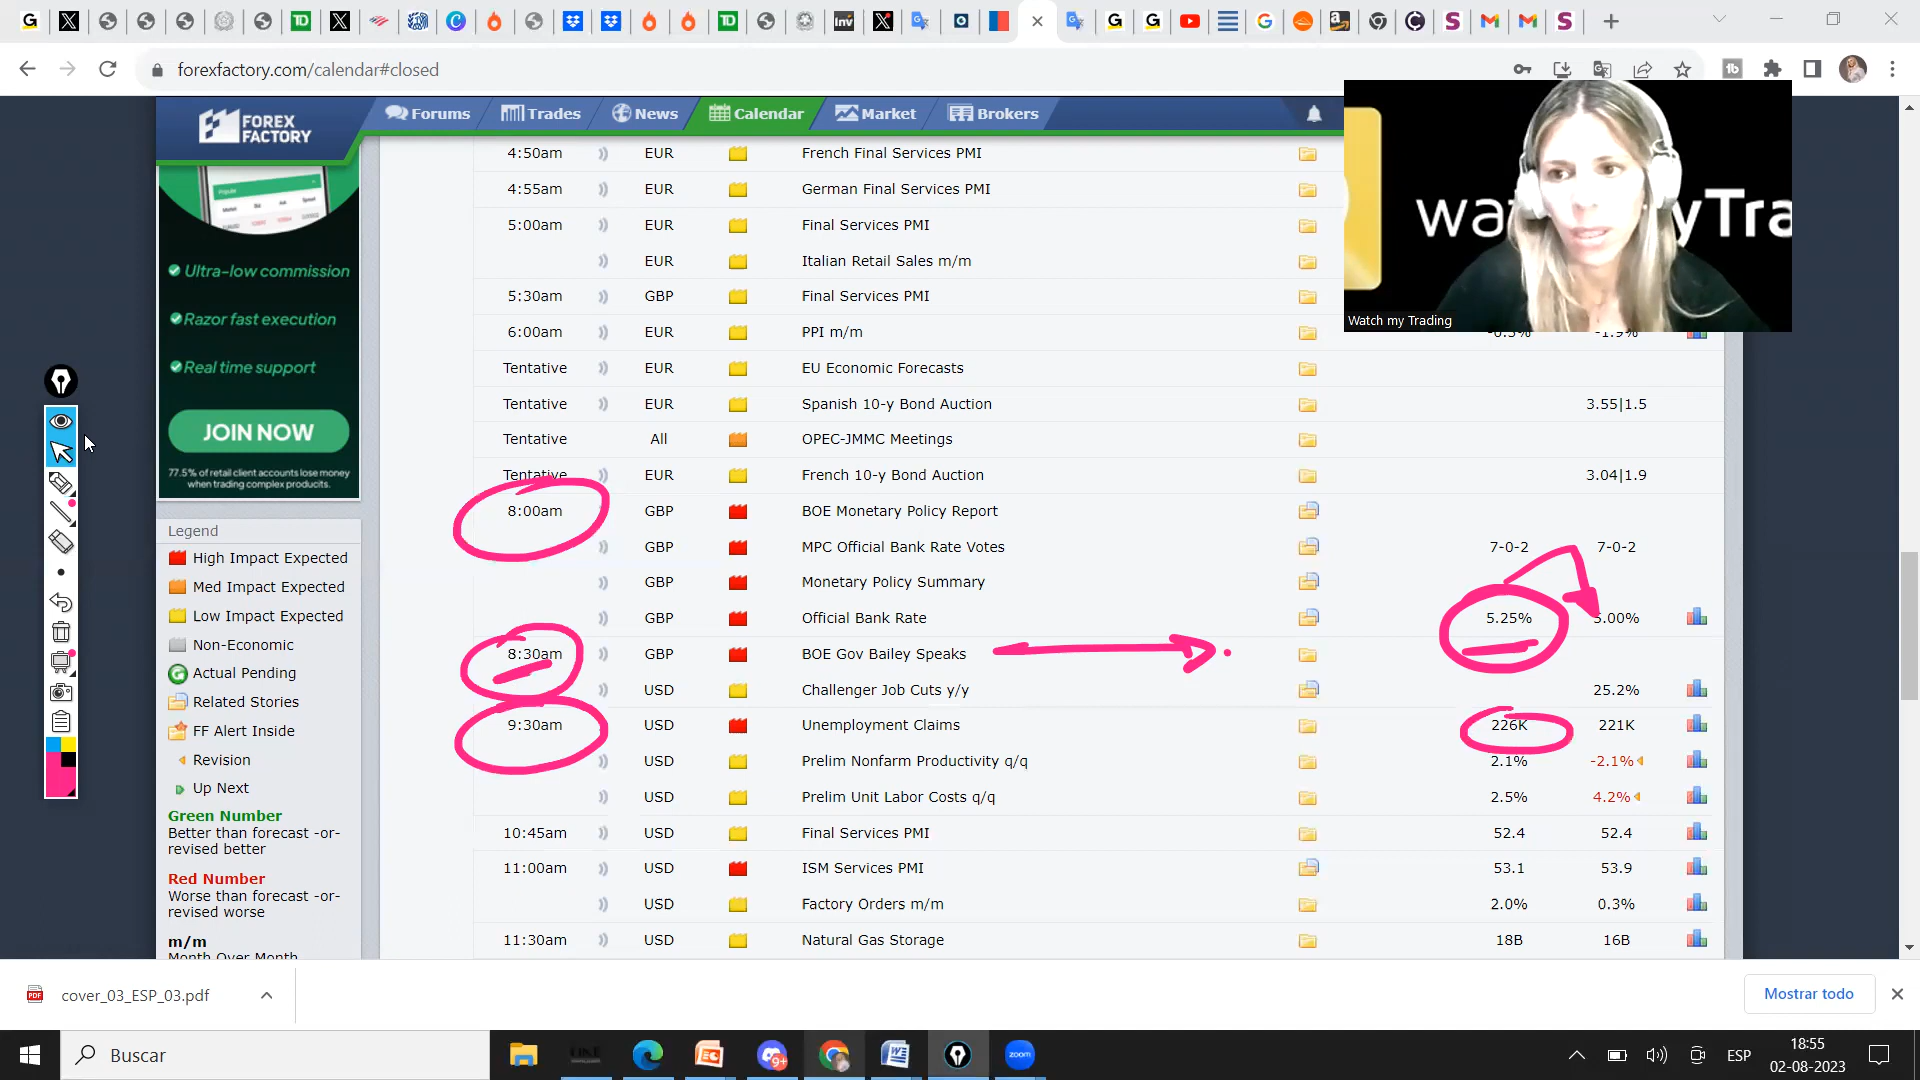 forexfactory.com/calendar#closed
FOREX FACTORY
Forums
Trades
News
Calendar
Market
Brokers
Ultra-low commission
Razor fast execution
Real time support
JOIN NOW
77.5% of retail client accounts lose money
when trading complex producits.
Legend
High Impact Expected
Med Impact Expected
Low Impact Expected
Non-Economic
Actual Pending
Related Stories
FF Alert Inside
Revision
Up Next
Green Number
Better than forecast -or-
revised better
Red Number
Worse than forecast -or-
revised worse
m/m
Month Over Month
4:50am EUR French Final Services PMI
4:55am EUR German Final Services PMI
5:00am EUR Final Services PMI
EUR Italian Retail Sales m/m
5:30am GBP Final Services PMI
6:00am EUR PPI m/m -0.3% -1.9%
Tentative EUR EU Economic Forecasts
Tentative EUR Spanish 10-y Bond Auction 3.55|1.5
Tentative All OPEC-JMMC Meetings
Tentative EUR French 10-y Bond Auction 3.04|1.9
8:00am GBP BOE Monetary Policy Report
GBP MPC Official Bank Rate Votes 7-0-2 7-0-2
GBP Monetary Policy Summary
GBP Official Bank Rate 5.25% 5.00%
8:30am GBP BOE Gov Bailey Speaks
USD Challenger Job Cuts y/y 25.2%
9:30am USD Unemployment Claims 226K 221K
USD Prelim Nonfarm Productivity q/q 2.1% -2.1%
USD Prelim Unit Labor Costs q/q 2.5% 4.2%
10:45am USD Final Services PMI 52.4 52.4
11:00am USD ISM Services PMI 53.1 53.9
USD Factory Orders m/m 2.0% 0.3%
11:30am USD Natural Gas Storage 18B 16B
Watch my Trading
cover_03_ESP_03.pdf
Mostrar todo
Buscar
zoom
ESP
18:55
02-08-2023